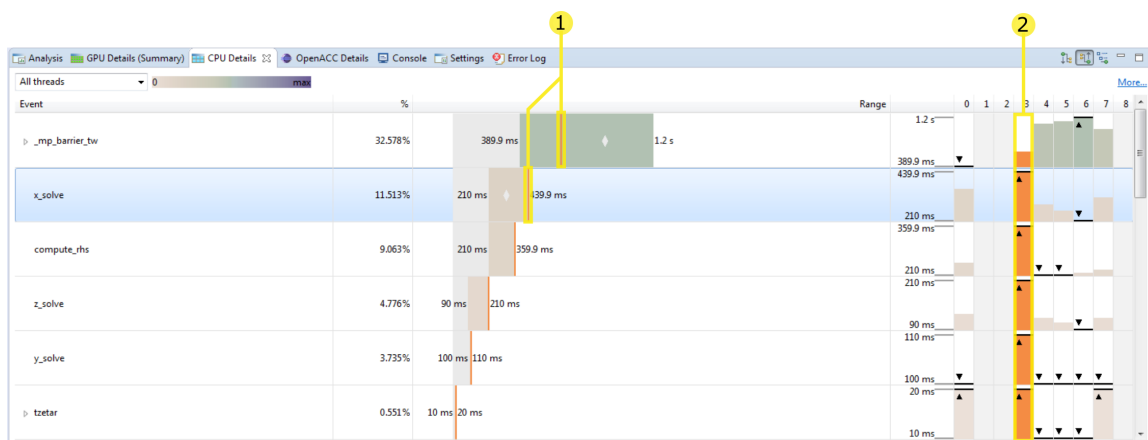 1 2
Analysis GPU Details (Summary) CPU Details OpenACC Details Console Settings Error Log
All threads 0 max More...
Event % Range 0 1 2 3 4 5 6 7 8
1.2 s
_mp_barrier_tw 32.578% 389.9 ms 1.2 s
389.9 ms
439.9 ms
x_solve 11.513% 210 ms 439.9 ms
210 ms
359.9 ms
compute_rhs 9.063% 210 ms 359.9 ms
210 ms
210 ms
z_solve 4.776% 90 ms 210 ms
90 ms
110 ms
y_solve 3.735% 100 ms 110 ms
100 ms
20 ms
tzetar 0.551% 10 ms 20 ms
10 ms